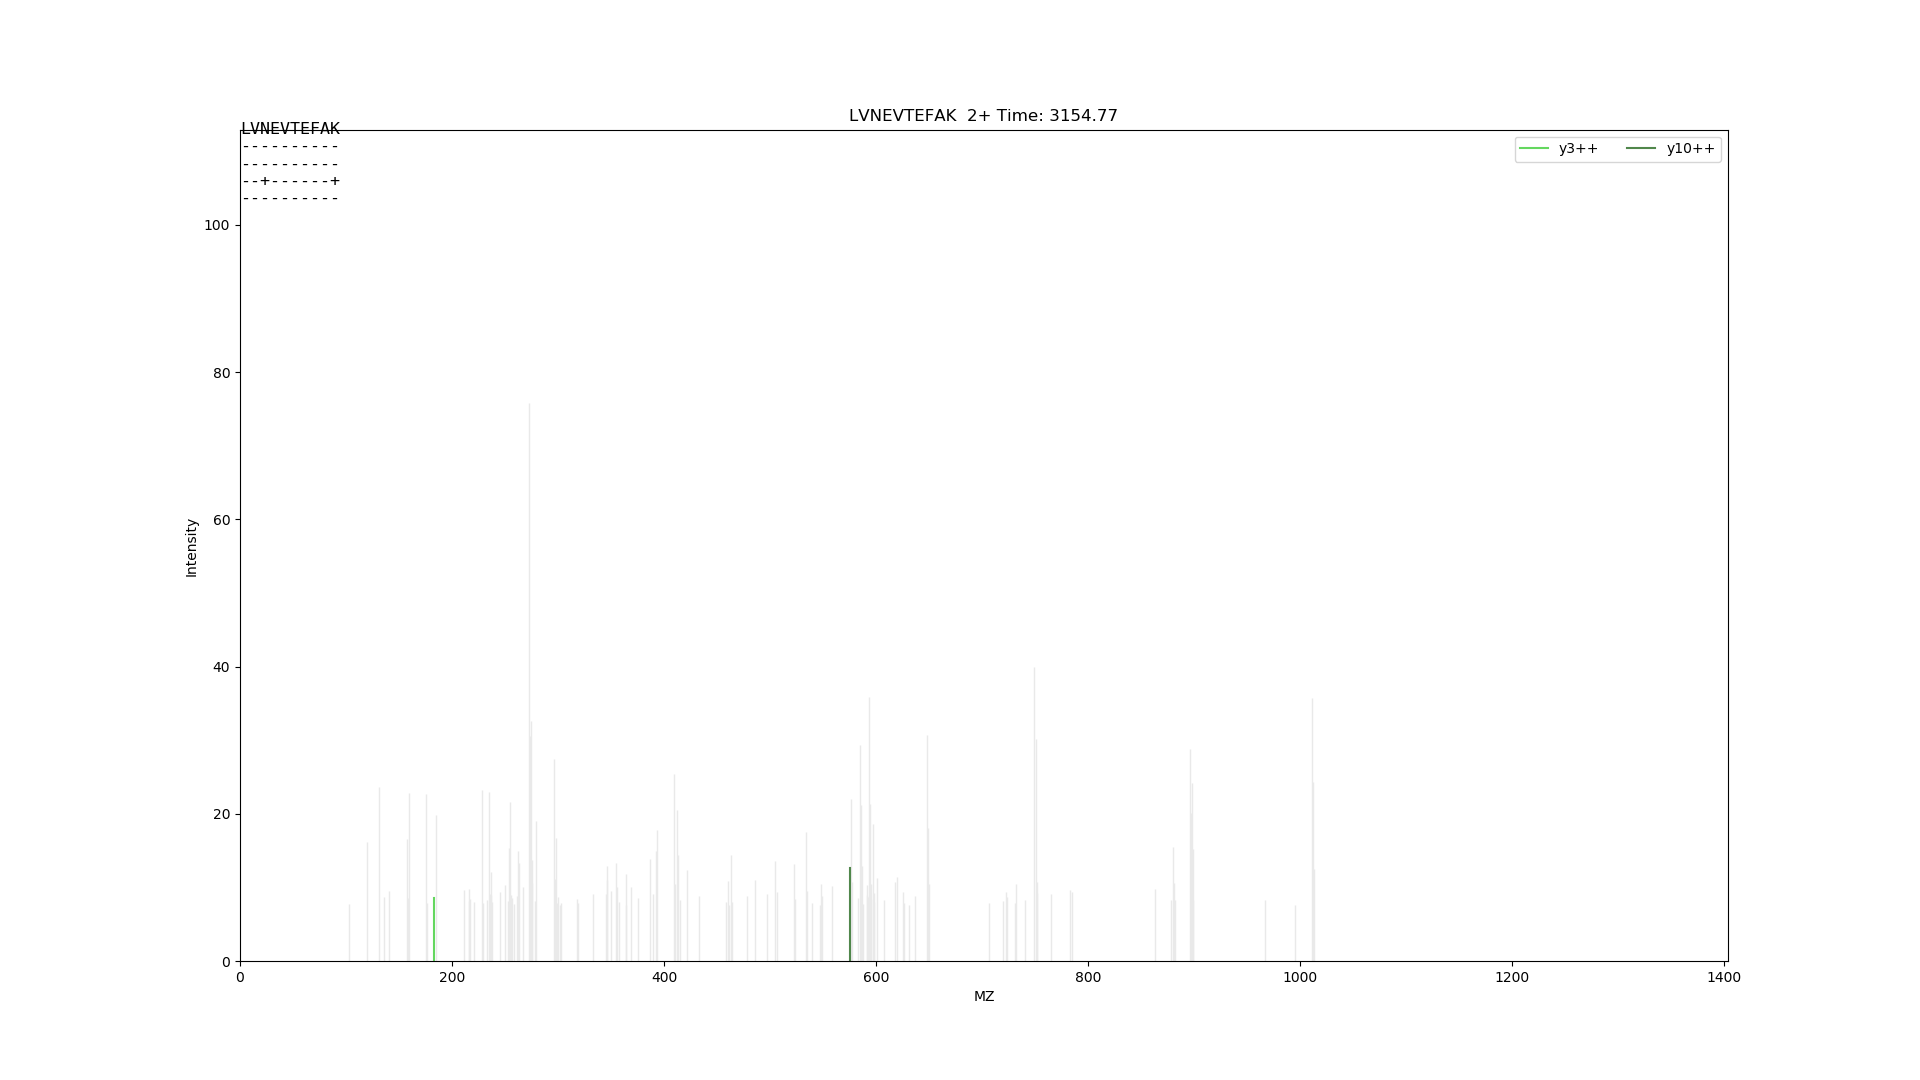 LVNEVTEFAK  2+ Time: 3154.77
LVNEVTEFAK
- - - - - - - - -
- - - - - - - - -
- - + - - - - - - +
- - - - - - - - -
y3++ y10++
100
80
60
40
20
0
Intensity
0 200 400 600 800 1000 1200 1400
MZ